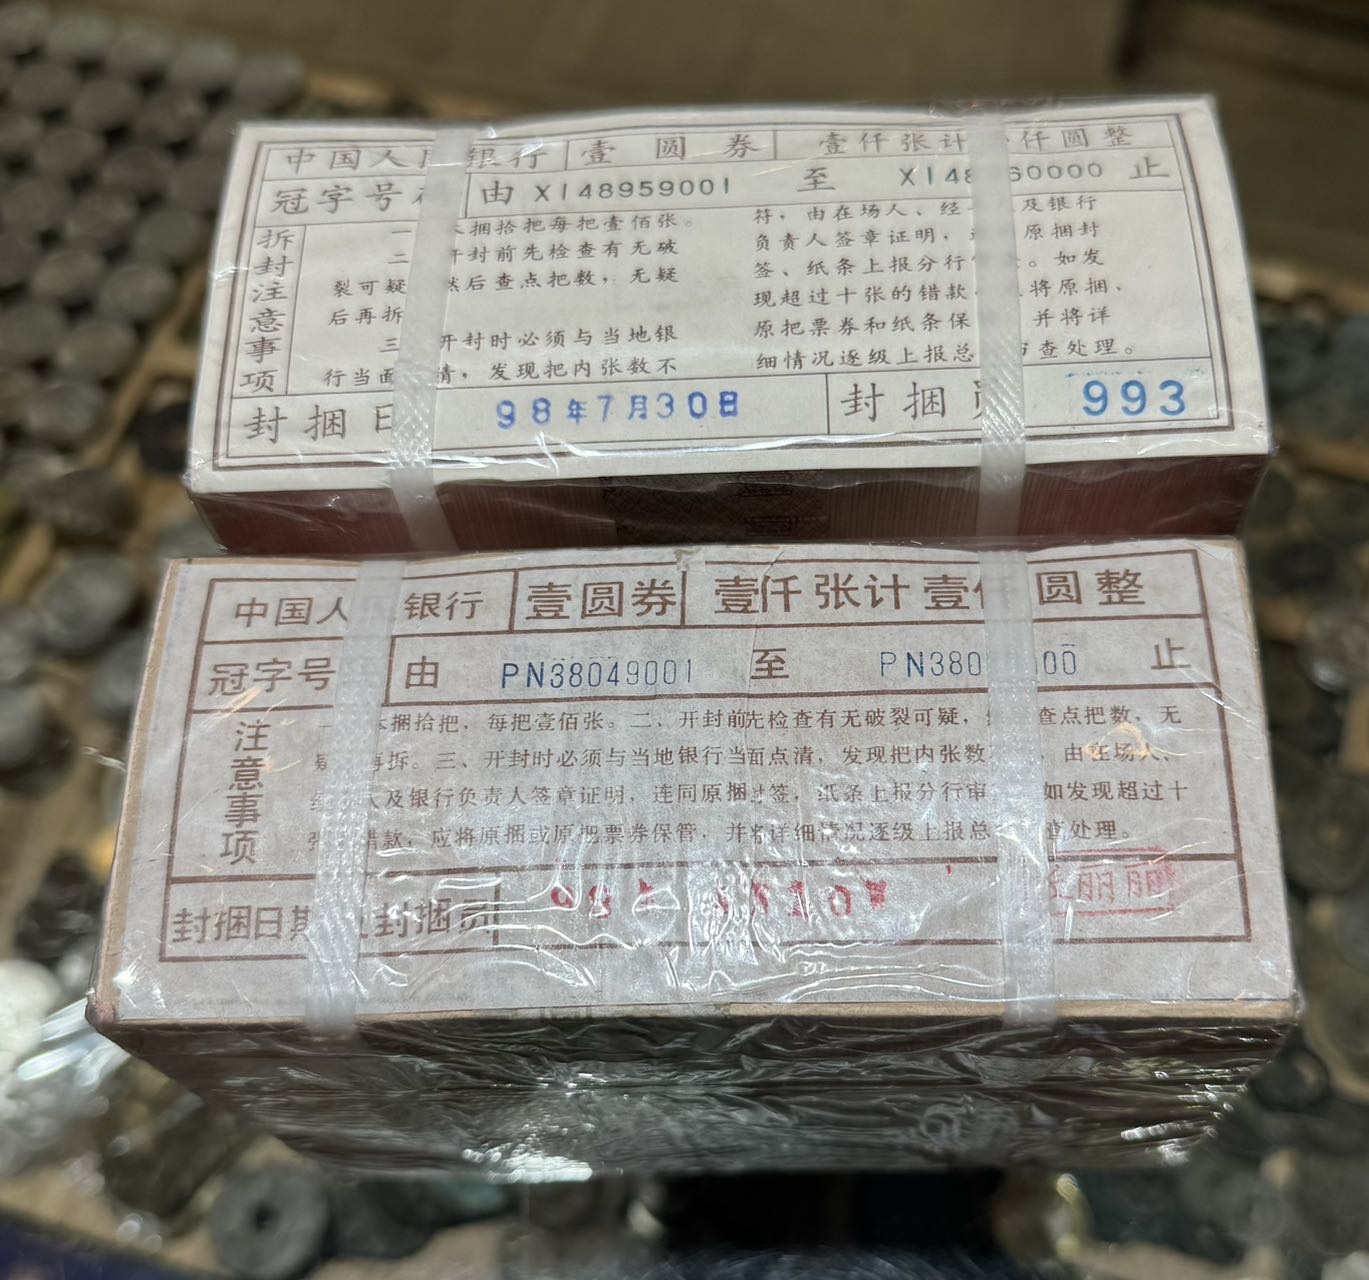 中国人 银行 壹圆券 壹仟张计 仟圆整
冠字号 由 XI48959001 至 XI48 60000 止
拆封注意事项
一 本捆拾把每把壹佰张。
二 开封前先检查有无破
裂可疑 然后查点把数，无疑
后再拆
三 开封时必须与当地银
行当面 清，发现把内张数不
符，由在场人、经 及银行
负责人签章证明， 原捆封
签、纸条上报分行 。如发
现超过十张的错款 将原捆、
原把票券和纸条保 并将详
细情况逐级上报总 审查处理。
封捆日 98年7月30日 封捆员 993
中国人 银行 壹圆券 壹仟张计壹仟圆整
冠字号 由 PN38049001 至 PN380 00 止
注意事项
一 本捆拾把，每把壹佰张。二、开封前先检查有无破裂可疑， 查点把数，无
疑 再拆。三、开封时必须与当地银行当面点清，发现把内张数 由在场人、
经 人及银行负责人签章证明，连同原捆封签，纸条上报分行审 如发现超过十
张 错款，应将原捆或原把票券保管，并将详细情况逐级上报总 查处理。
封捆日期 封捆员 丽丽